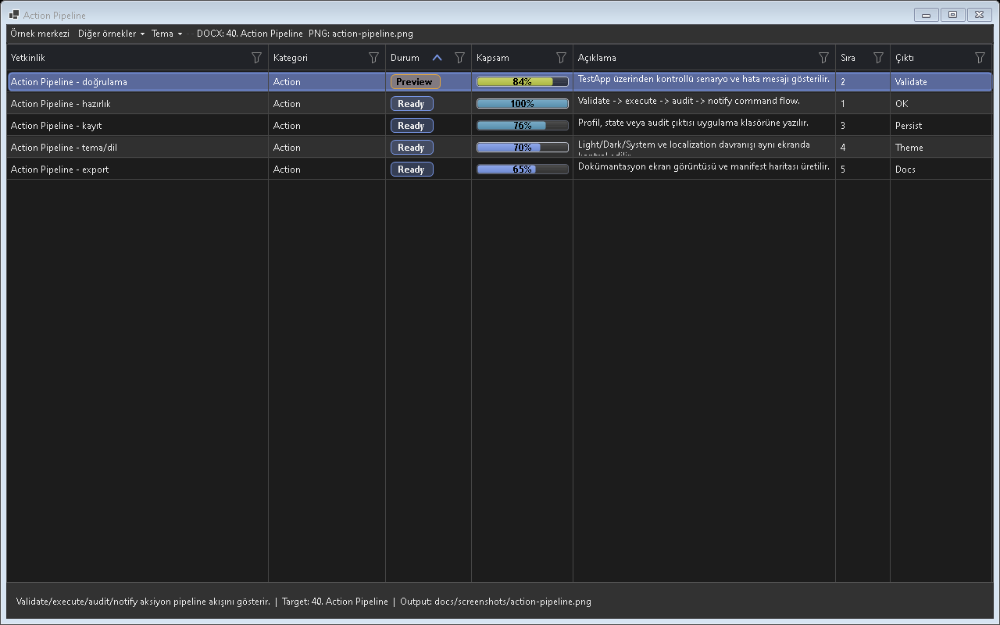 Action Pipeline
Örnek merkezi Diğer örnekler Tema DOCX: 40. Action Pipeline PNG: action-pipeline.png
Yetkinlik Kategori Durum Kapsam Açıklama Sıra Çıktı
Action Pipeline - doğrulama Action Preview 84% TestApp üzerinden kontrollü senaryo ve hata mesajı gösterilir. 2 Validate
Action Pipeline - hazırlık Action Ready 100% Validate -> execute -> audit -> notify command flow. 1 OK
Action Pipeline - kayıt Action Ready 76% Profil, state veya audit çıktısı uygulama klasörüne yazılır. 3 Persist
Action Pipeline - tema/dil Action Ready 70% Light/Dark/System ve localization davranışı aynı ekranda 4 Theme
Action Pipeline - export Action Ready 65% Dokümantasyon ekran görüntüsü ve manifest haritası üretilir. 5 Docs
Validate/execute/audit/notify aksiyon pipeline akışını gösterir. | Target: 40. Action Pipeline | Output: docs/screenshots/action-pipeline.png